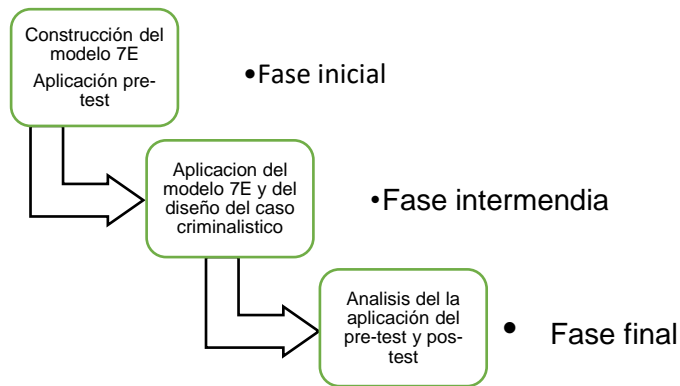 Construcción del
modelo 7E
Aplicación pre-
test
•Fase inicial
Aplicacion del
modelo 7E y del
diseño del caso
criminalistico
•Fase intermendia
Analisis del la
aplicación del
pre-test y pos-
test
• Fase final